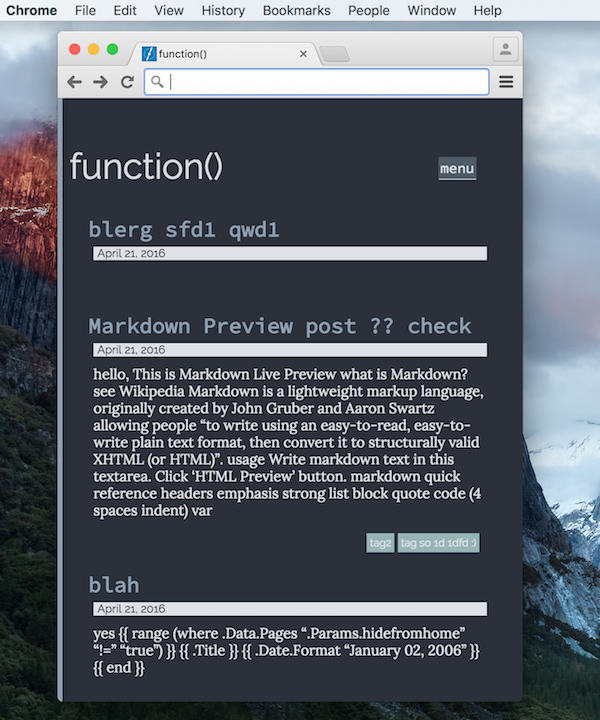 Chrome File Edit View History Bookmarks People Window Help
function()
function()
menu
blerg sfd1 qwd1
April 21, 2016
Markdown Preview post ?? check
April 21, 2016
hello, This is Markdown Live Preview what is Markdown?
see Wikipedia Markdown is a lightweight markup language,
originally created by John Gruber and Aaron Swartz
allowing people “to write using an easy-to-read, easy-to-
write plain text format, then convert it to structurally valid
XHTML (or HTML)”. usage Write markdown text in this
textarea. Click ‘HTML Preview’ button. markdown quick
reference headers emphasis strong list block quote code (4
spaces indent) var
tag2 tag so 1d 1dfd :)
blah
April 21, 2016
yes {{ range (where .Data.Pages “.Params.hidefromhome”
“!=” “true”) }} {{ .Title }} {{ .Date.Format “January 02, 2006” }}
{{ end }}